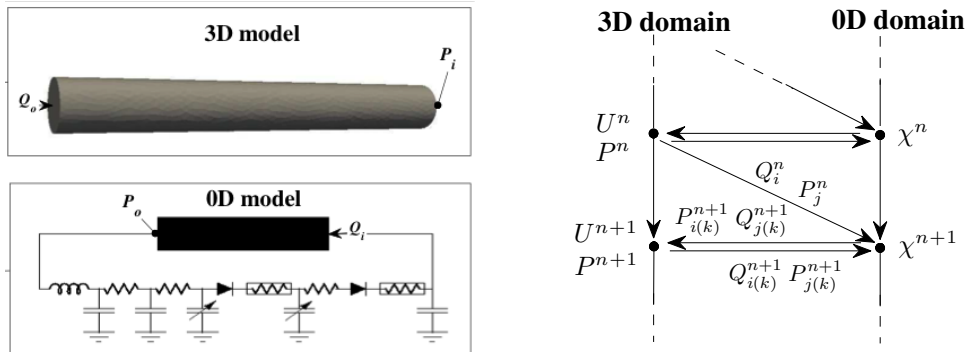 3D model
P_i
Q_o
0D model
P_o
Q_i
3D domain 0D domain
U^n
P^n
χ^n
Q_i^n
P_j^n
P_{i(k)}^{n+1} Q_{j(k)}^{n+1}
U^{n+1}
P^{n+1}
χ^{n+1}
Q_{i(k)}^{n+1} P_{j(k)}^{n+1}